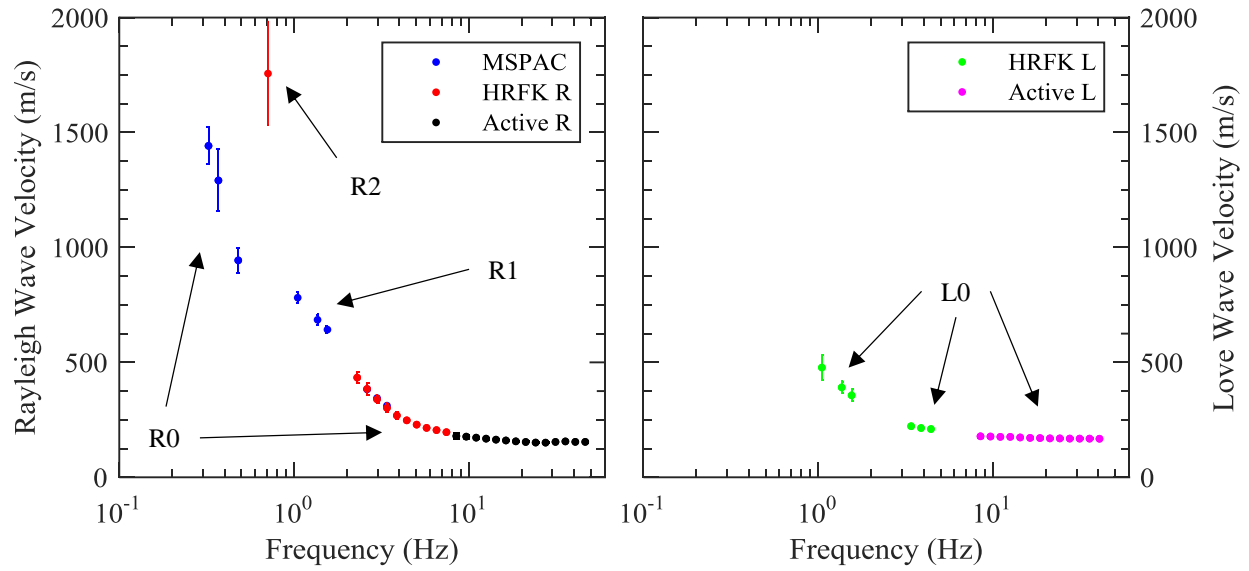 Rayleigh Wave Velocity (m/s)
2000
1500
1000
500
0
MSPAC
HRFK R
Active R
R2
R1
R0
10-1
100
101
Frequency (Hz)
HRFK L
Active L
L0
10-1
100
101
Frequency (Hz)
2000
1500
1000
500
0
Love Wave Velocity (m/s)